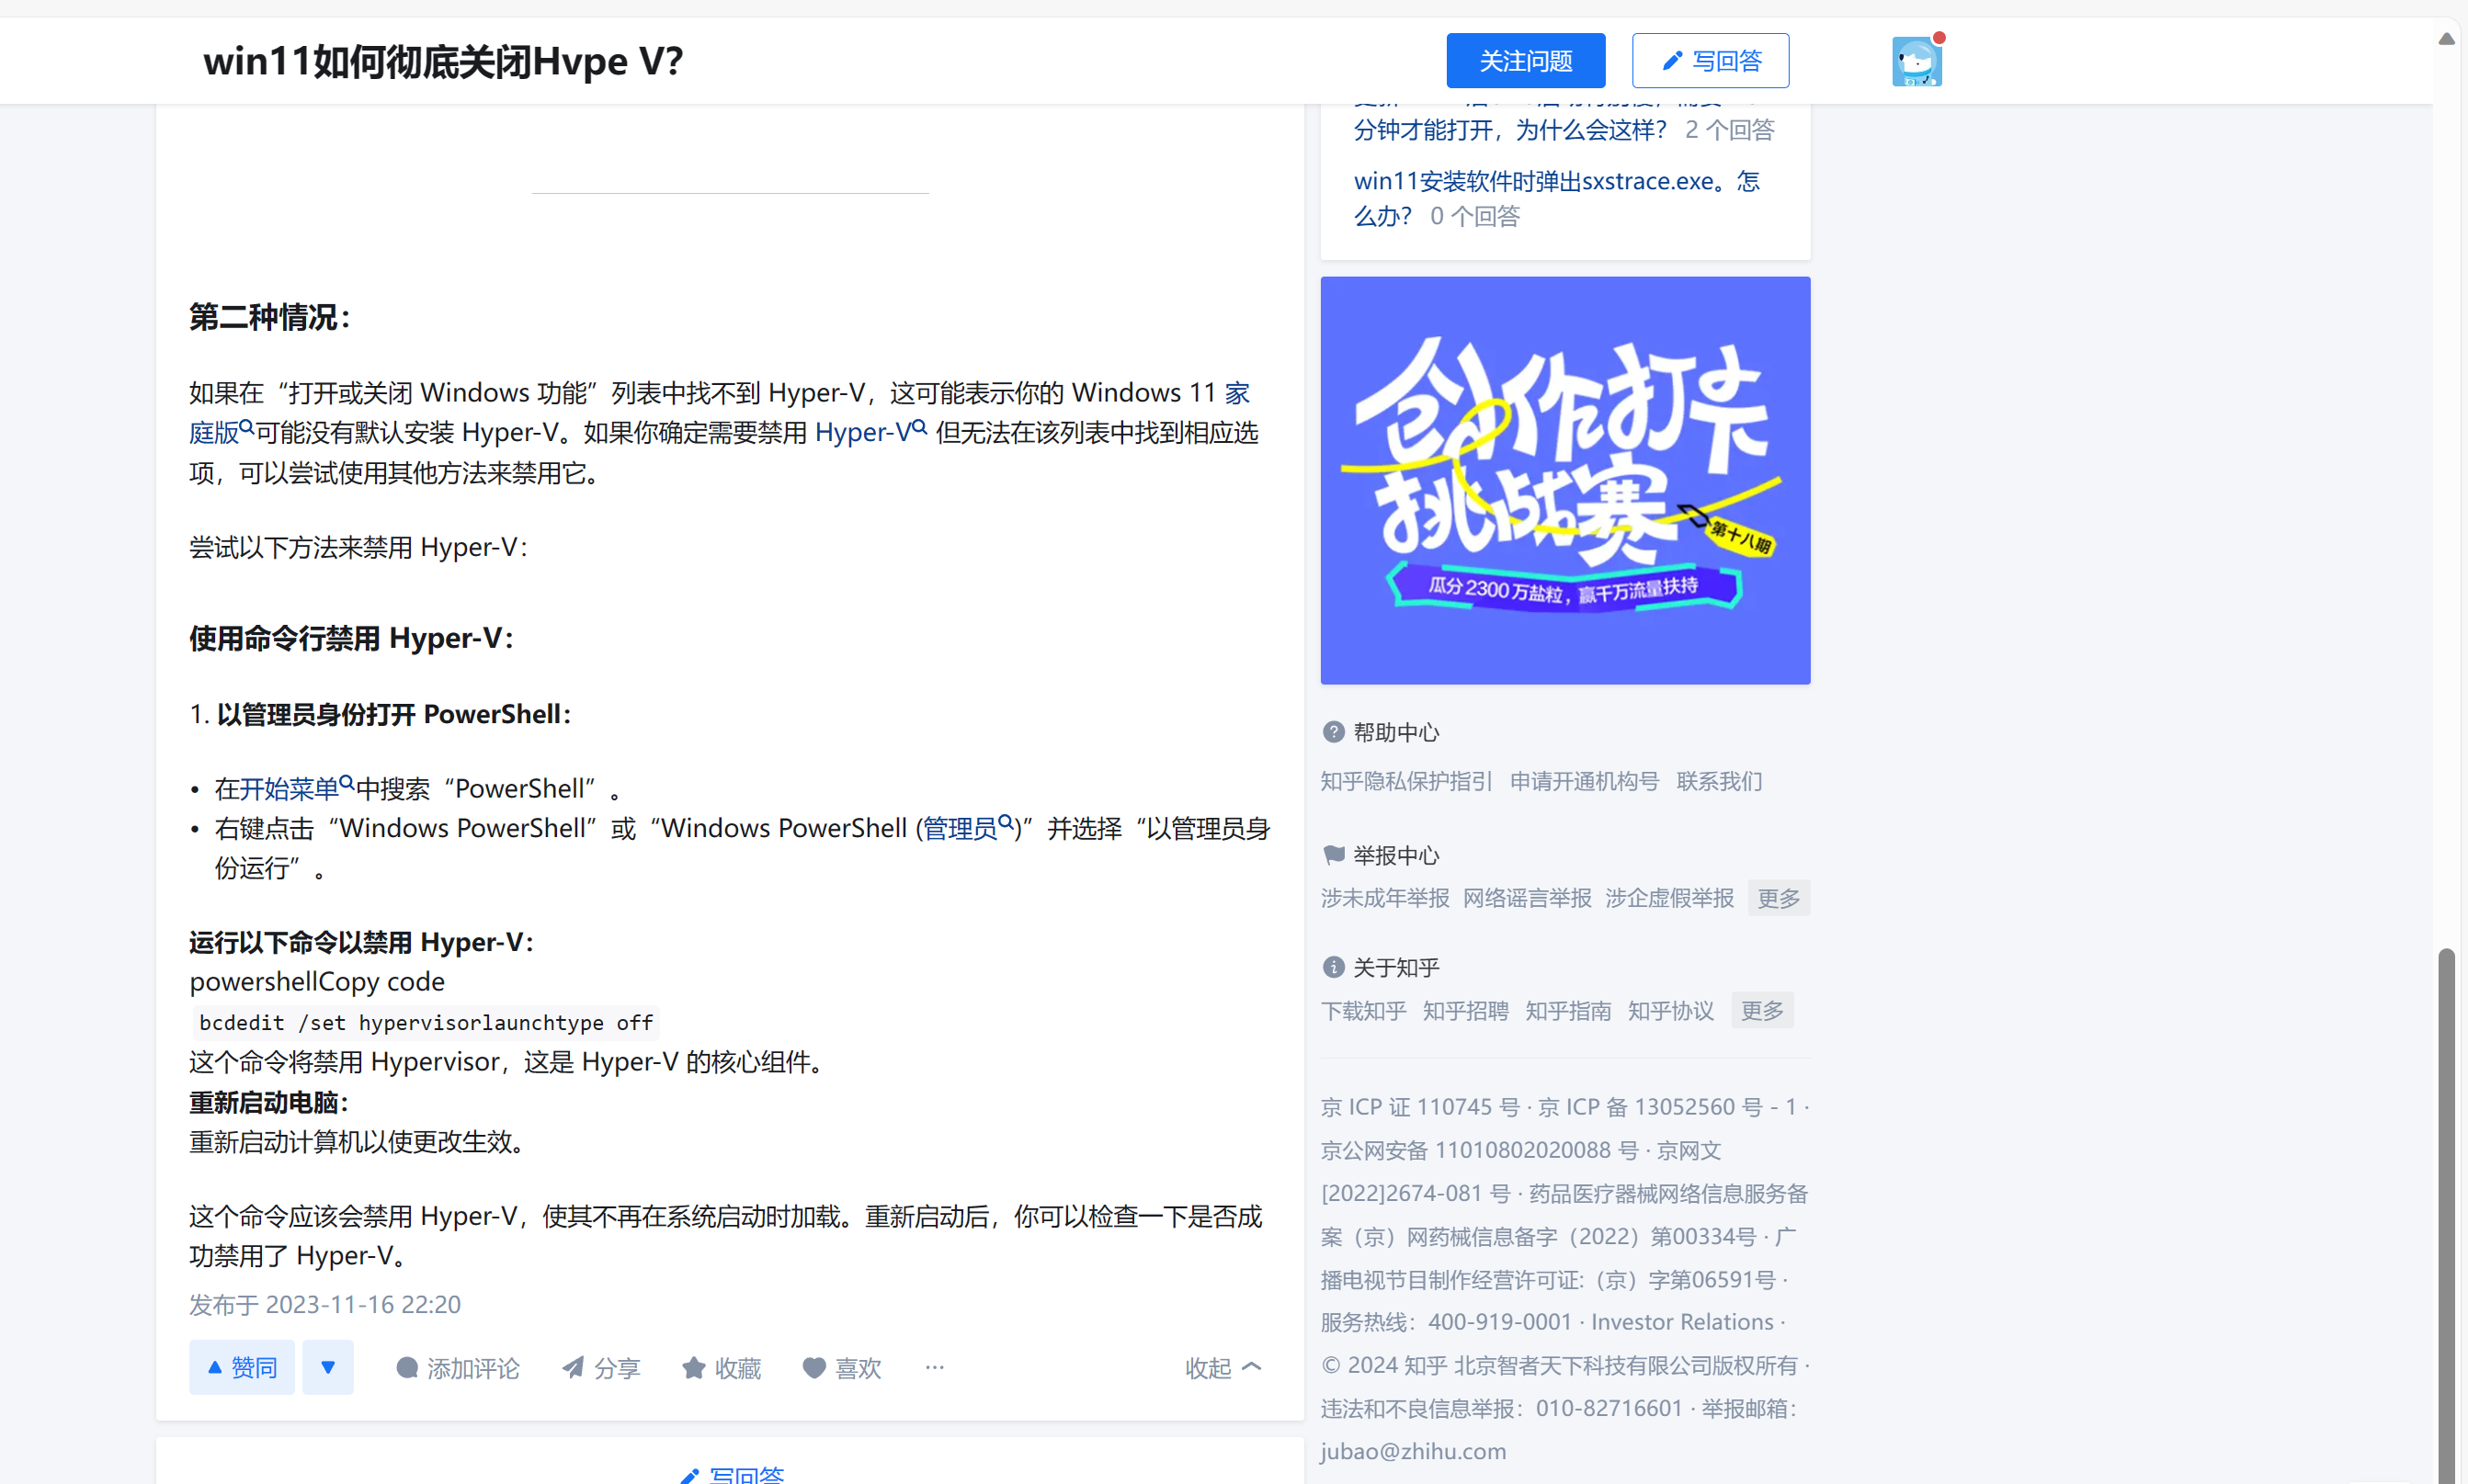 win11如何彻底关闭Hvpe V?
关注问题
写回答
分钟才能打开，为什么会这样？ 2 个回答
win11安装软件时弹出sxstrace.exe。怎
么办？ 0 个回答
第二种情况：
如果在“打开或关闭 Windows 功能”列表中找不到 Hyper-V，这可能表示你的 Windows 11 家
庭版可能没有默认安装 Hyper-V。如果你确定需要禁用 Hyper-V 但无法在该列表中找到相应选
项，可以尝试使用其他方法来禁用它。
尝试以下方法来禁用 Hyper-V：
使用命令行禁用 Hyper-V：
1. 以管理员身份打开 PowerShell：
• 在开始菜单中搜索“PowerShell”。
• 右键点击“Windows PowerShell”或“Windows PowerShell (管理员)”并选择“以管理员身
份运行”。
运行以下命令以禁用 Hyper-V：
powershellCopy code
bcdedit /set hypervisorlaunchtype off
这个命令将禁用 Hypervisor，这是 Hyper-V 的核心组件。
重新启动电脑：
重新启动计算机以使更改生效。
这个命令应该会禁用 Hyper-V，使其不再在系统启动时加载。重新启动后，你可以检查一下是否成
功禁用了 Hyper-V。
发布于 2023-11-16 22:20
赞同
添加评论
分享
收藏
喜欢
···
收起
写回答
创作打卡
挑战赛
第十八期
瓜分2300万盐粒，赢千万流量扶持
帮助中心
知乎隐私保护指引 申请开通机构号 联系我们
举报中心
涉未成年举报 网络谣言举报 涉企虚假举报 更多
关于知乎
下载知乎 知乎招聘 知乎指南 知乎协议 更多
京 ICP 证 110745 号 · 京 ICP 备 13052560 号 - 1 ·
京公网安备 11010802020088 号 · 京网文
[2022]2674-081 号 · 药品医疗器械网络信息服务备
案（京）网药械信息备字（2022）第00334号 · 广
播电视节目制作经营许可证:（京）字第06591号 ·
服务热线：400-919-0001 · Investor Relations ·
© 2024 知乎 北京智者天下科技有限公司版权所有 ·
违法和不良信息举报：010-82716601 · 举报邮箱：
jubao@zhihu.com